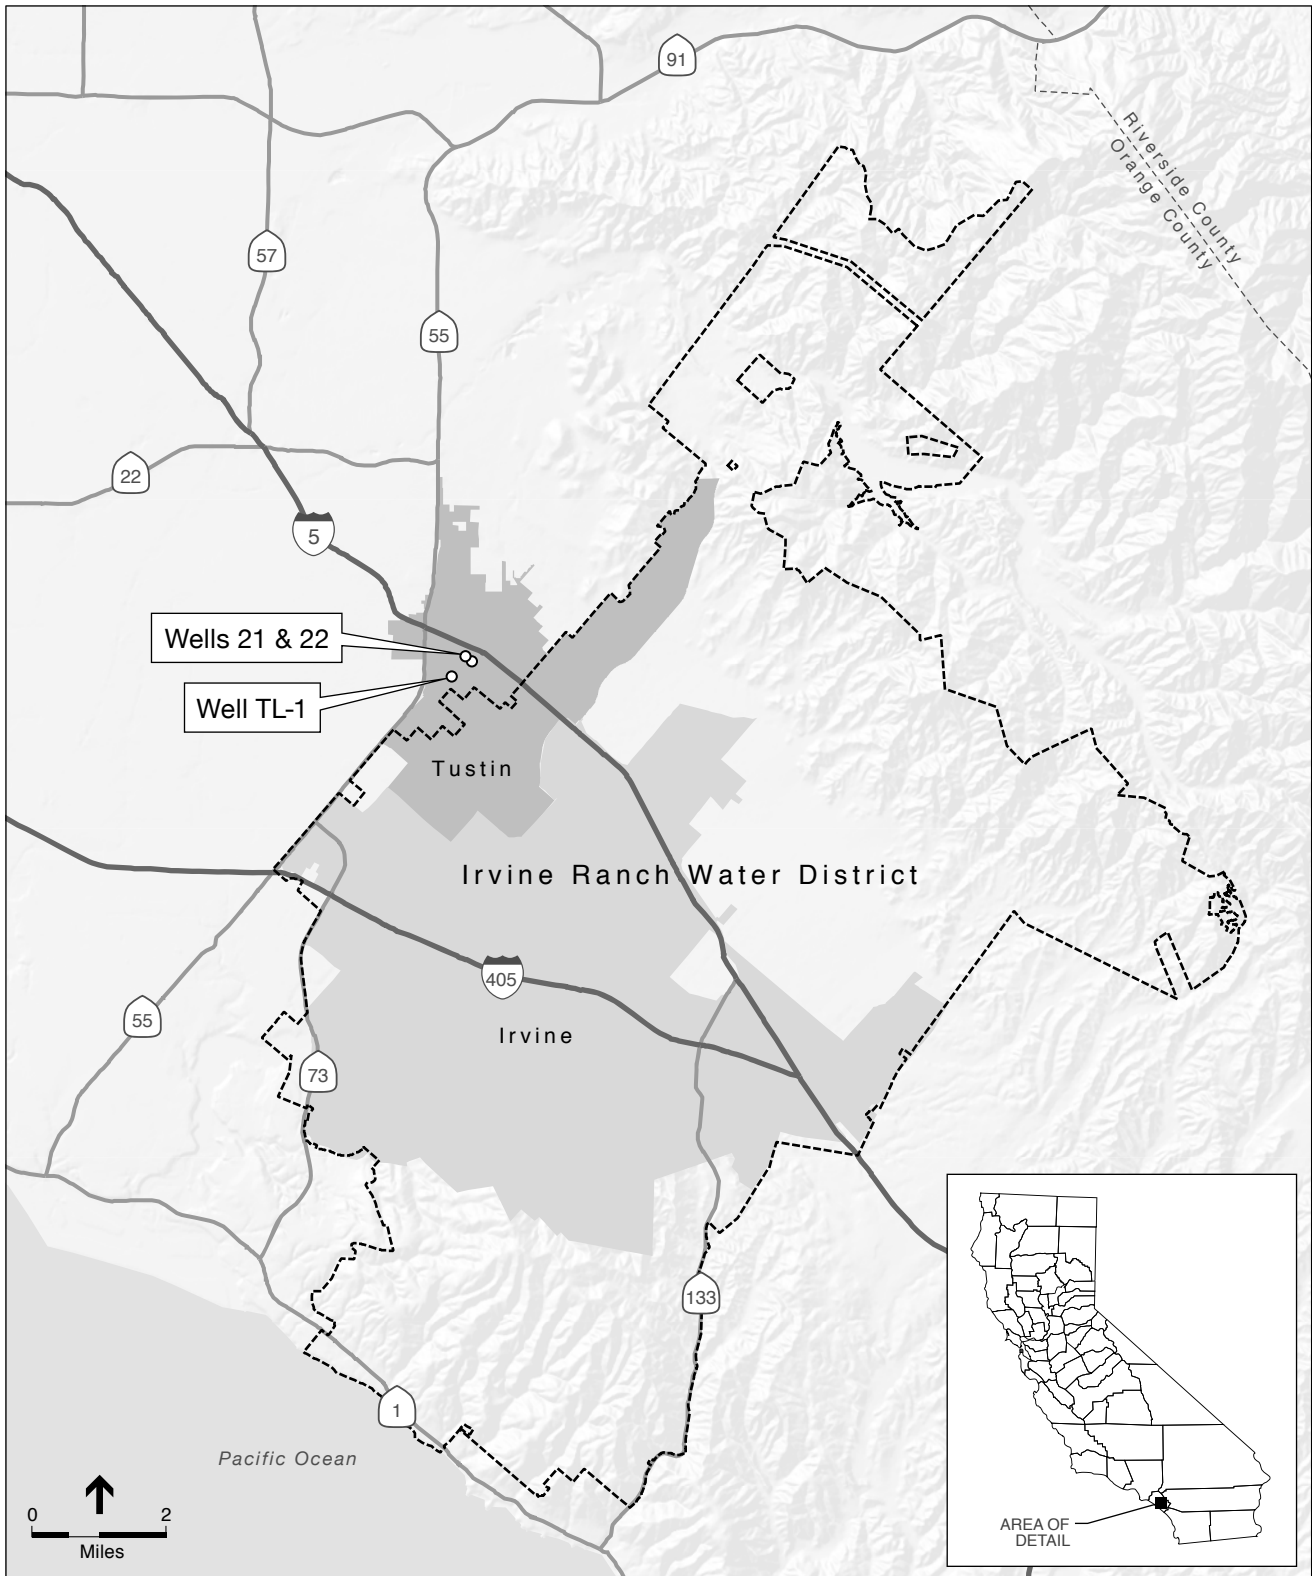 91
Riverside County
Orange County
57
55
22
5
Wells 21 & 22
Well TL-1
Tustin
Irvine Ranch Water District
405
Irvine
55
73
133
1
Pacific Ocean
0 2
Miles
AREA OF
DETAIL